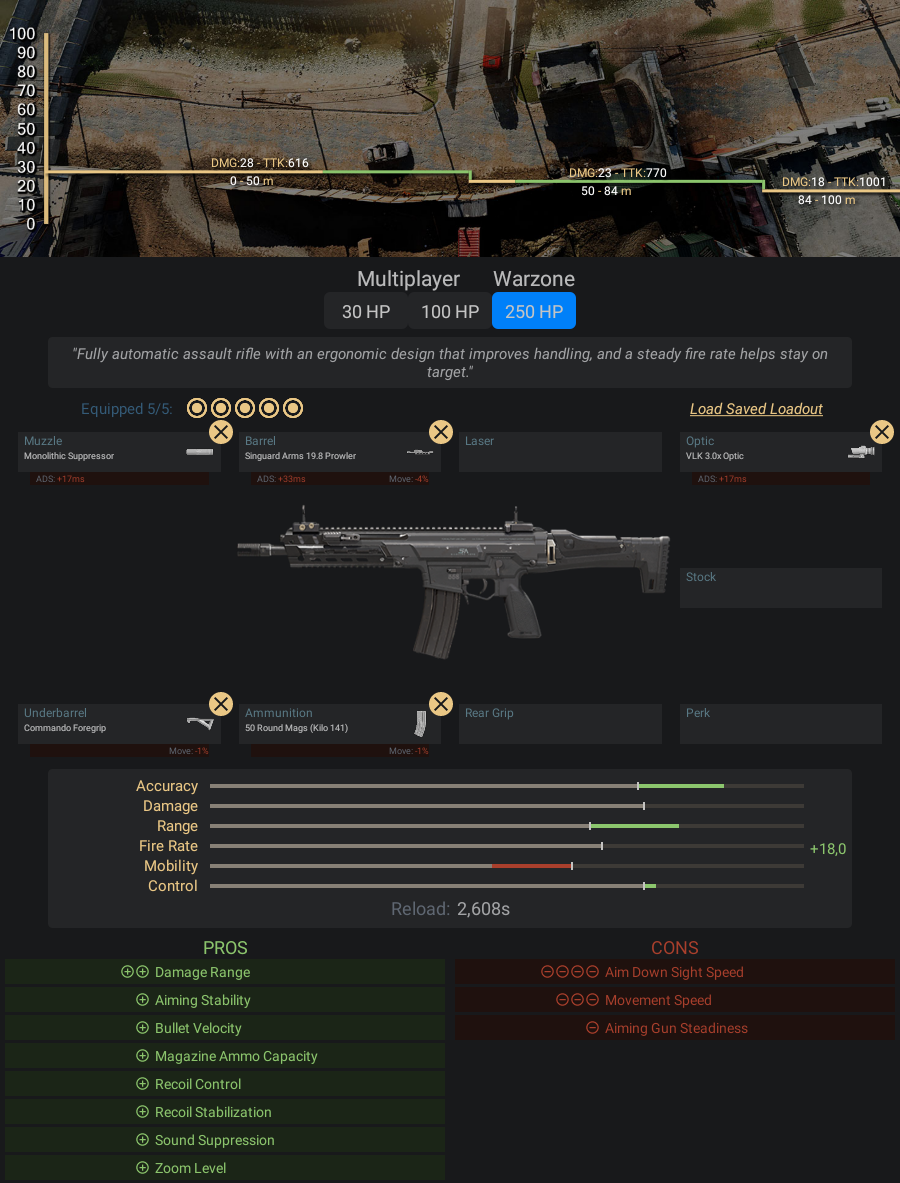 100
90
80
70
60
50
40
30
20
10
0
DMG:28 - TTK:616
0 - 50 m
DMG:23 - TTK:770
50 - 84 m
DMG:18 - TTK:1001
84 - 100 m
Multiplayer Warzone
30 HP 100 HP 250 HP
"Fully automatic assault rifle with an ergonomic design that improves handling, and a steady fire rate helps stay on
target."
Equipped 5/5: Load Saved Loadout
Muzzle
Monolithic Suppressor
ADS: +17ms
Barrel
Singuard Arms 19.8 Prowler
ADS: +33ms Move: -4%
Laser
Optic
VLK 3.0x Optic
ADS: +17ms
Stock
Underbarrel
Commando Foregrip
Move: -1%
Ammunition
50 Round Mags (Kilo 141)
Move: -1%
Rear Grip
Perk
Accuracy
Damage
Range
Fire Rate
Mobility
Control
+18,0
Reload: 2,608s
PROS
Damage Range
Aiming Stability
Bullet Velocity
Magazine Ammo Capacity
Recoil Control
Recoil Stabilization
Sound Suppression
Zoom Level
CONS
Aim Down Sight Speed
Movement Speed
Aiming Gun Steadiness